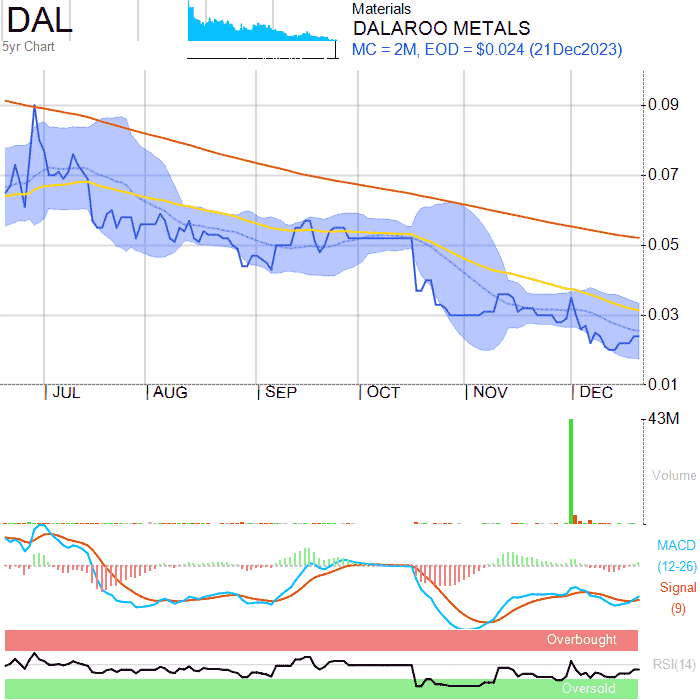 DAL
5yr Chart
Materials
DALAROO METALS
MC = 2M, EOD = $0.024 (21Dec2023)
0.09
0.07
0.05
0.03
0.01
JUL AUG SEP OCT NOV DEC
43M
Volume
MACD
(12-26)
Signal
(9)
Overbought
RSI(14)
Oversold